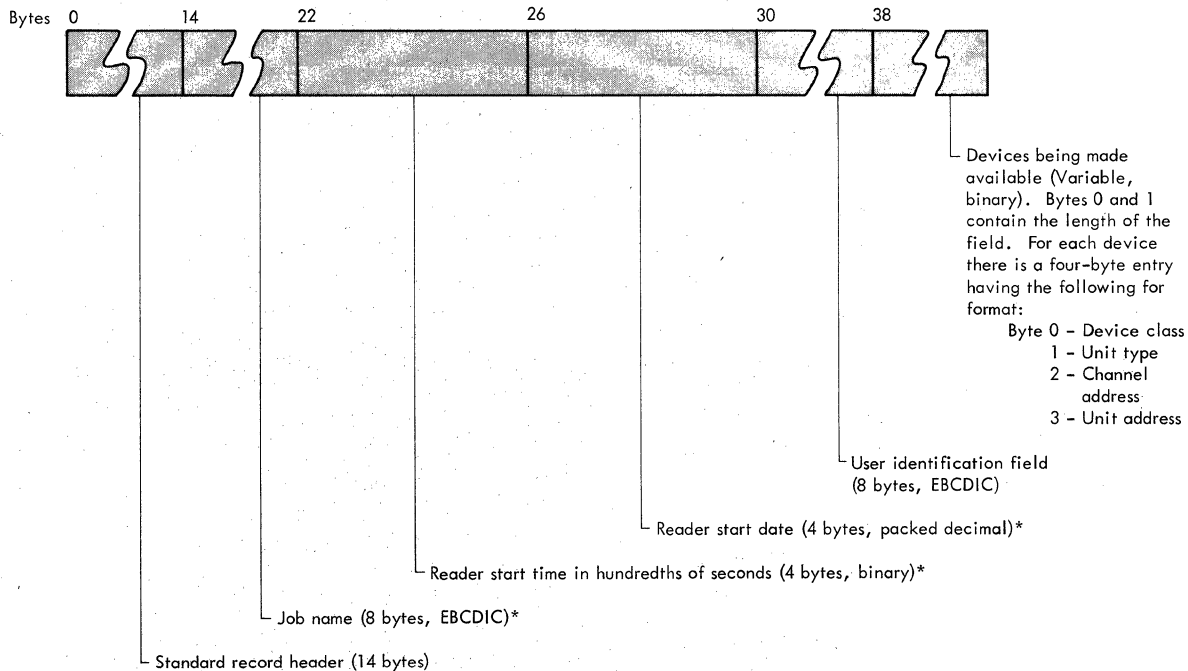 Bytes 0 14 22 26 30 38
Devices being made
available (Variable,
binary). Bytes 0 and 1
contain the length of the
field. For each device
there is a four-byte entry
having the following for
format:
Byte 0 - Device class
1 - Unit type
2 - Channel
address
3 - Unit address
User identification field
(8 bytes, EBCDIC)
Reader start date (4 bytes, packed decimal)*
Reader start time in hundredths of seconds (4 bytes, binary)*
Job name (8 bytes, EBCDIC)*
Standard record header (14 bytes)